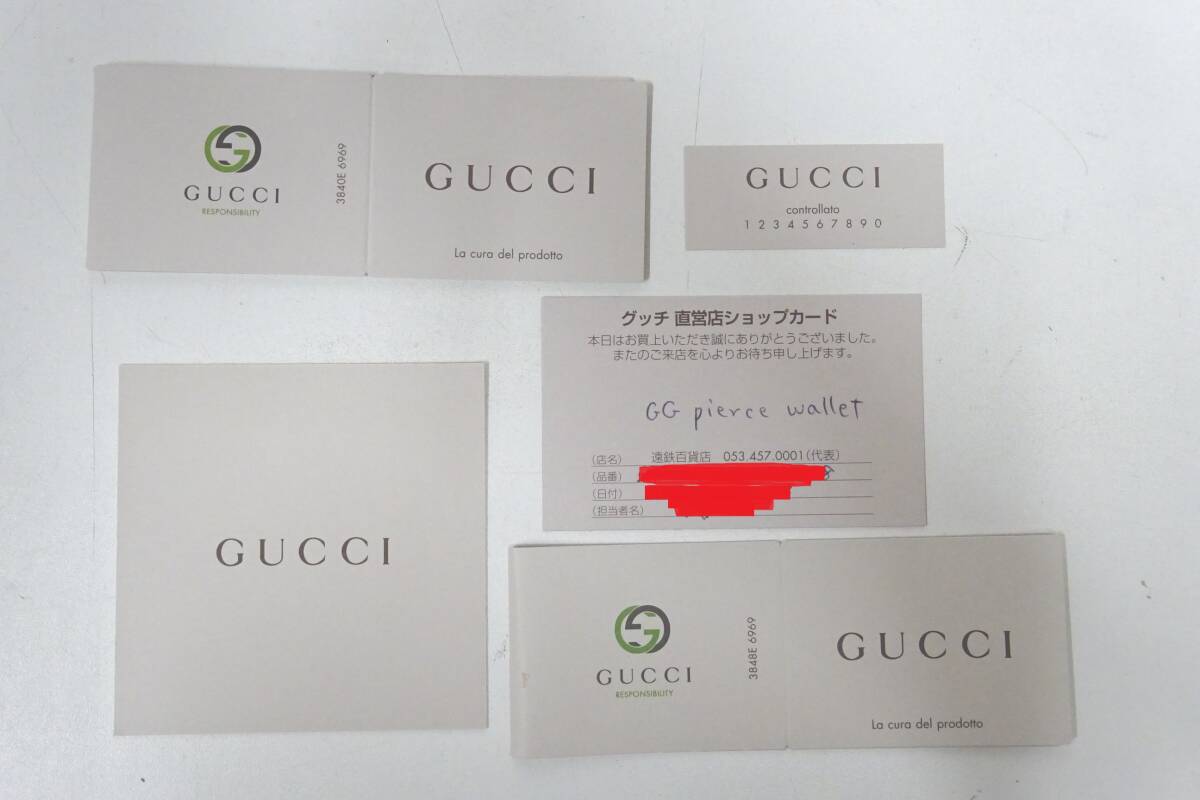 GUCCI
RESPONSIBILITY
3840E 6969
GUCCI
La cura del prodotto
GUCCI
controllato
1 2 3 4 5 6 7 8 9 0
グッチ 直営店ショップカード
本日はお買上いただき誠にありがとうございました。
またのご来店を心よりお待ち申し上げます。
GG pierce wallet
(店名) 遠鉄百貨店 053.457.0001(代表)
(品番)
(日付)
(担当者名)
GUCCI
GUCCI
RESPONSIBILITY
3848E 6969
GUCCI
La cura del prodotto